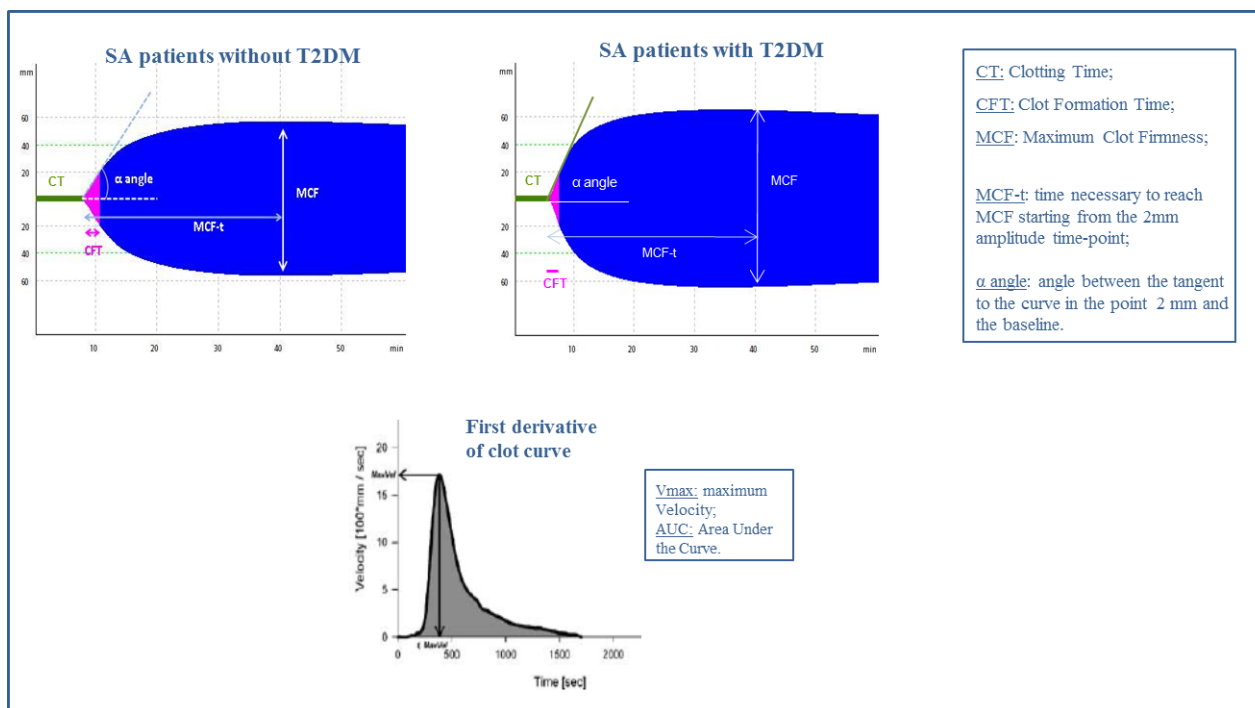 SA patients without T2DM
mm
60
40
20
20
40
60
CT
α angle
MCF
MCF-t
CFT
10
20
30
40
50
min
SA patients with T2DM
mm
60
40
20
20
40
60
CT
α angle
MCF
MCF-t
CFT
10
20
30
40
50
min
CT: Clotting Time;
CFT: Clot Formation Time;
MCF: Maximum Clot Firmness;
MCF-t: time necessary to reach
MCF starting from the 2mm
amplitude time-point;
α angle: angle between the tangent
to the curve in the point 2 mm and
the baseline.
First derivative
of clot curve
Velocity [100*mm / sec]
20
MaxVel
15
10
5
0
t MaxVel
0
500
1000
1500
2000
Time [sec]
Vmax: maximum
Velocity;
AUC: Area Under
the Curve.